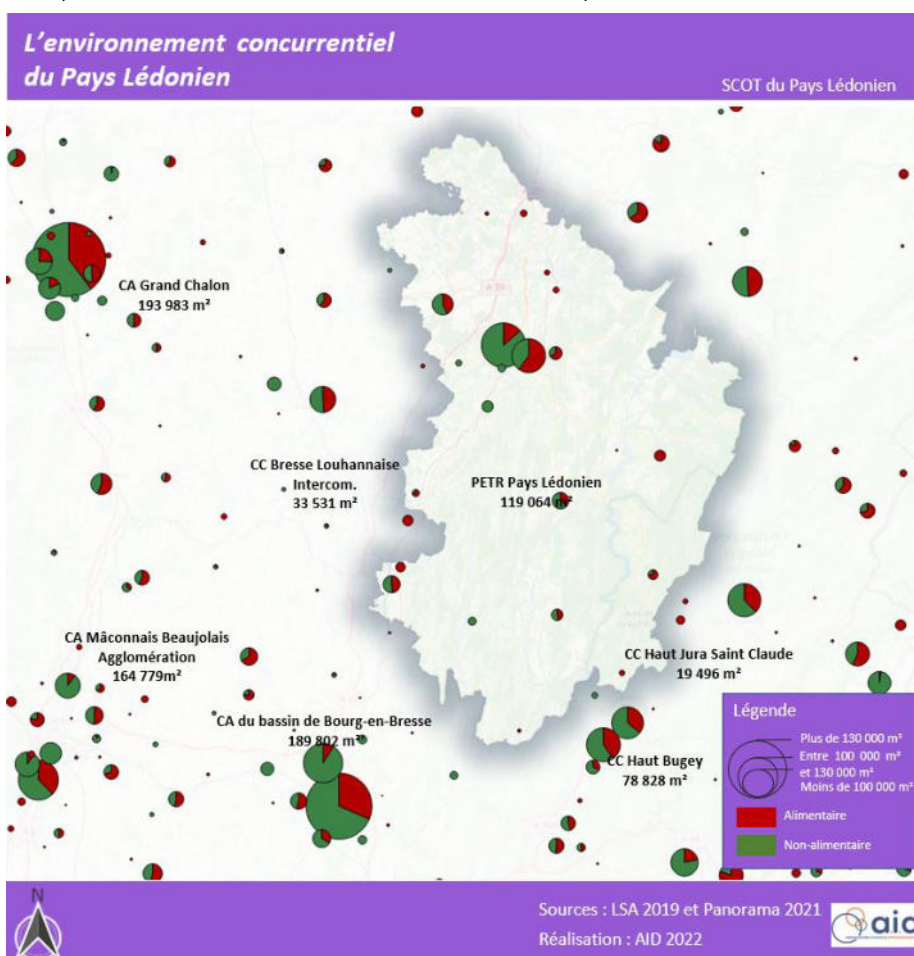 L'environnement concurrentiel
du Pays Lédonien
SCOT du Pays Lédonien
CA Grand Chalon
193 983 m²
CC Bresse Louhannaise
Intercom.
33 531 m²
PETR Pays Lédonien
119 064 m²
CA Mâconnais Beaujolais
Agglomération
164 779m²
CC Haut Jura Saint Claude
19 496 m²
CA du bassin de Bourg-en-Bresse
189 802 m²
CC Haut Bugey
78 828 m²
Légende
Plus de 130 000 m²
Entre 100 000 m²
et 130 000 m²
Moins de 100 000 m²
Alimentaire
Non-alimentaire
N
Sources : LSA 2019 et Panorama 2021
Réalisation : AID 2022
aid